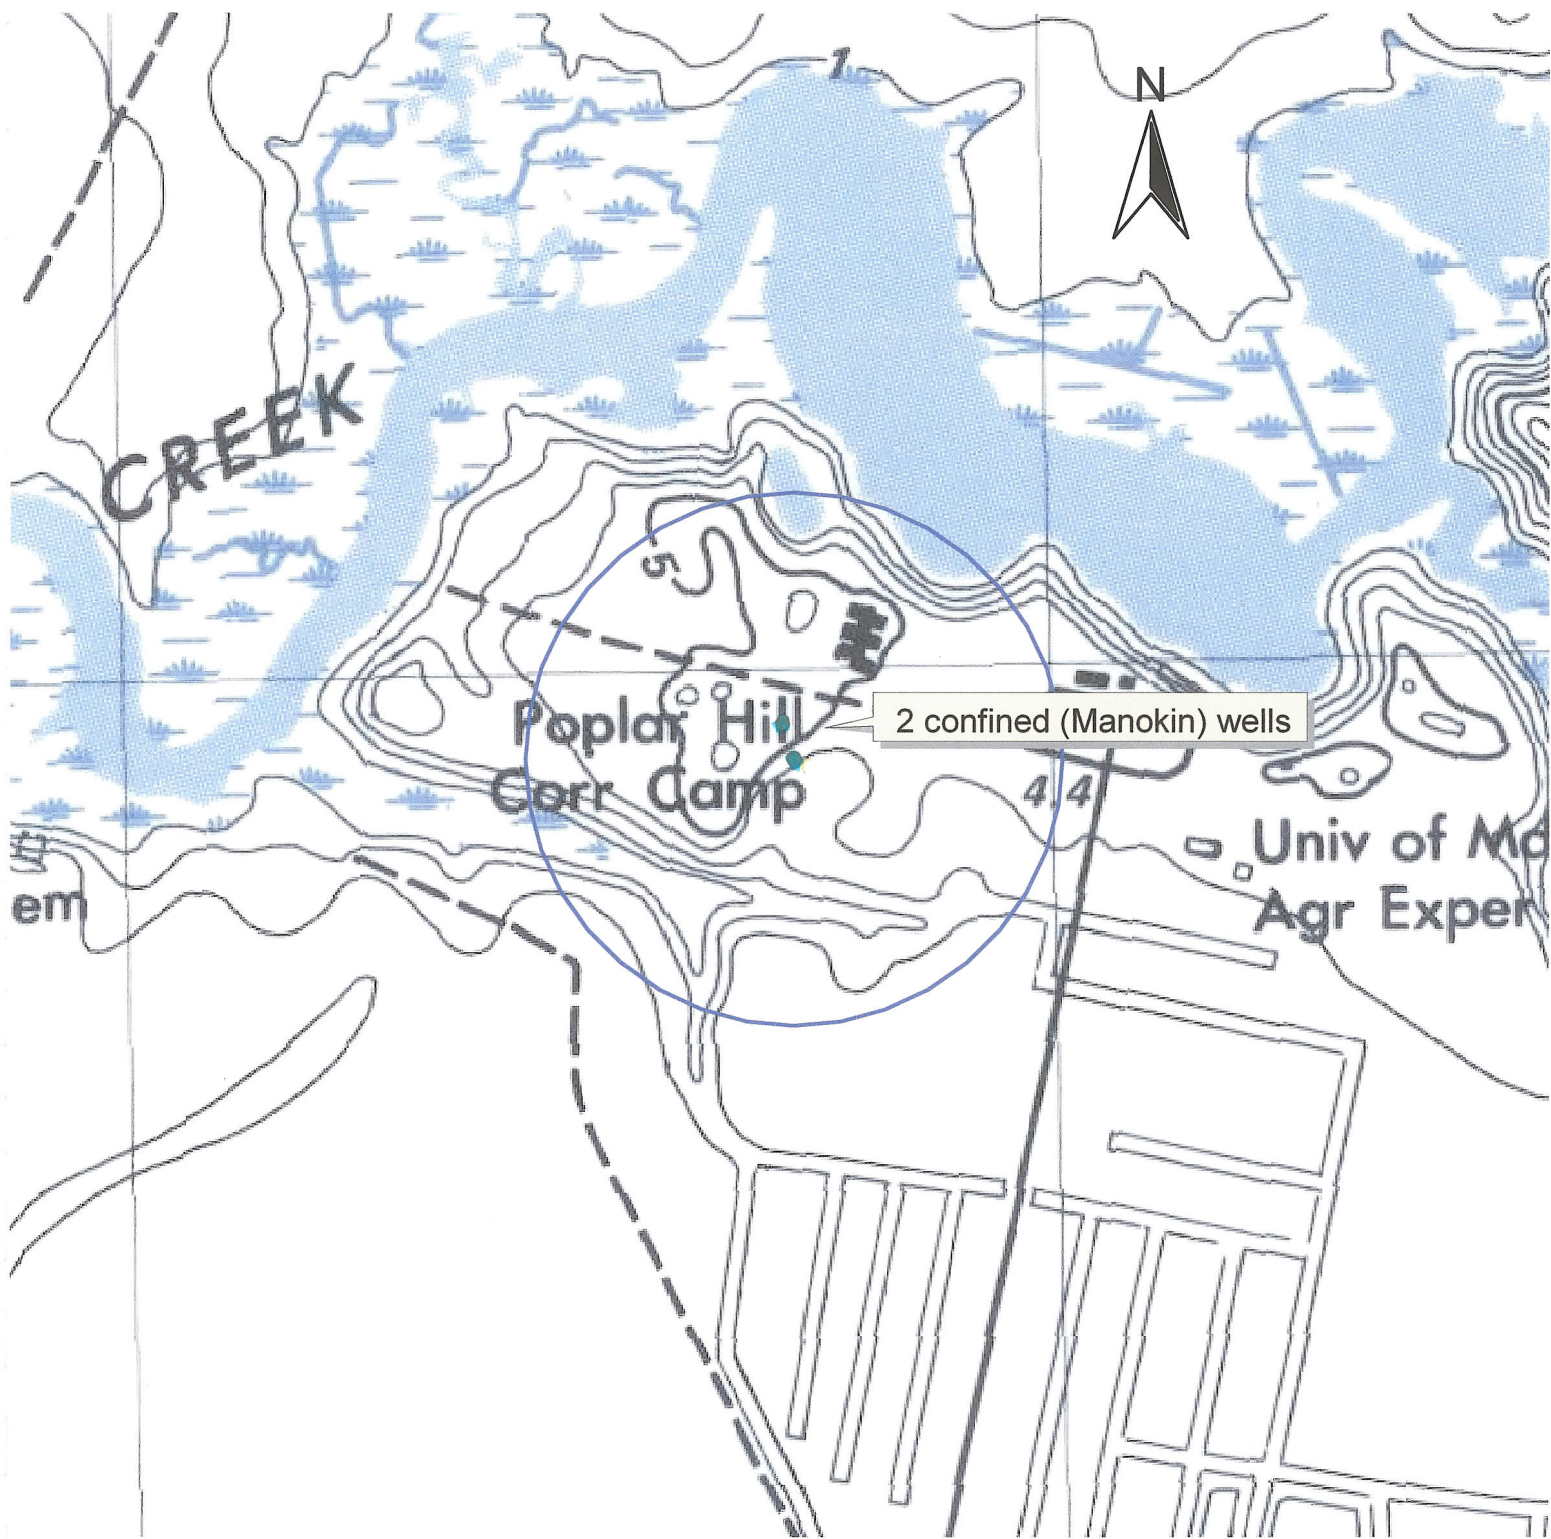 1
N
CREEK
5
Poplar Hill
Corr Camp
2 confined (Manokin) wells
4.4
Univ of Md
Agr Exper
em